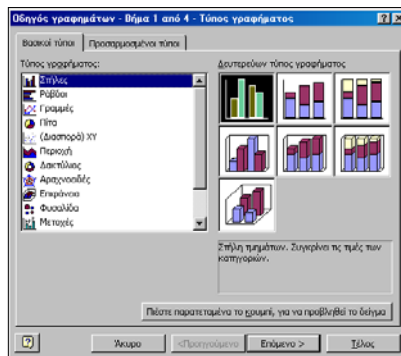 Οδηγός γραφημάτων - Βήμα 1 από 4 - Τύπος γραφήματος
Βασικοί τύποι
Προσαρμοσμένοι τύποι
Τύπος γραφήματος:
Στήλες
Ράβδοι
Γραμμές
Πίτα
(Διασπορά) XY
Περιοχή
Δακτύλιος
Αραχνοειδές
Επιφάνεια
Φυσαλίδα
Μετοχές
Δευτερεύων τύπος γραφήματος
Στήλη τμημάτων. Συγκρίνει τις τιμές των
κατηγοριών.
Πιέστε παρατεταμένα το κουμπί, για να προβληθεί το δείγμα
Άκυρο
<Προηγούμενο
Επόμενο >
Τέλος